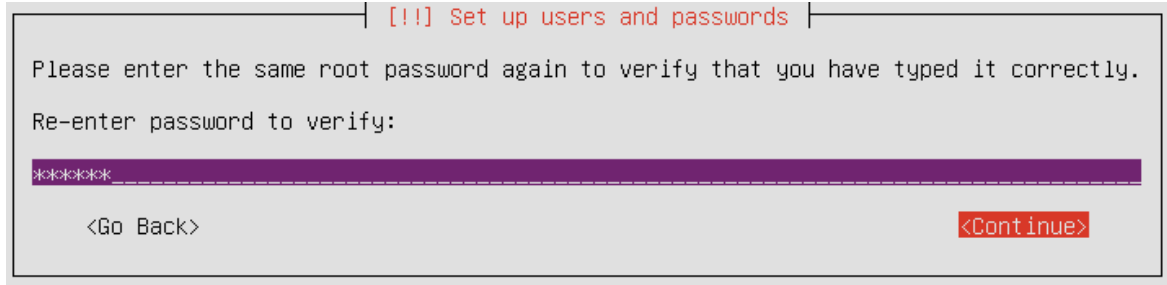 [!!] Set up users and passwords
Please enter the same root password again to verify that you have typed it correctly.
Re-enter password to verify:
******
<Go Back> <Continue>